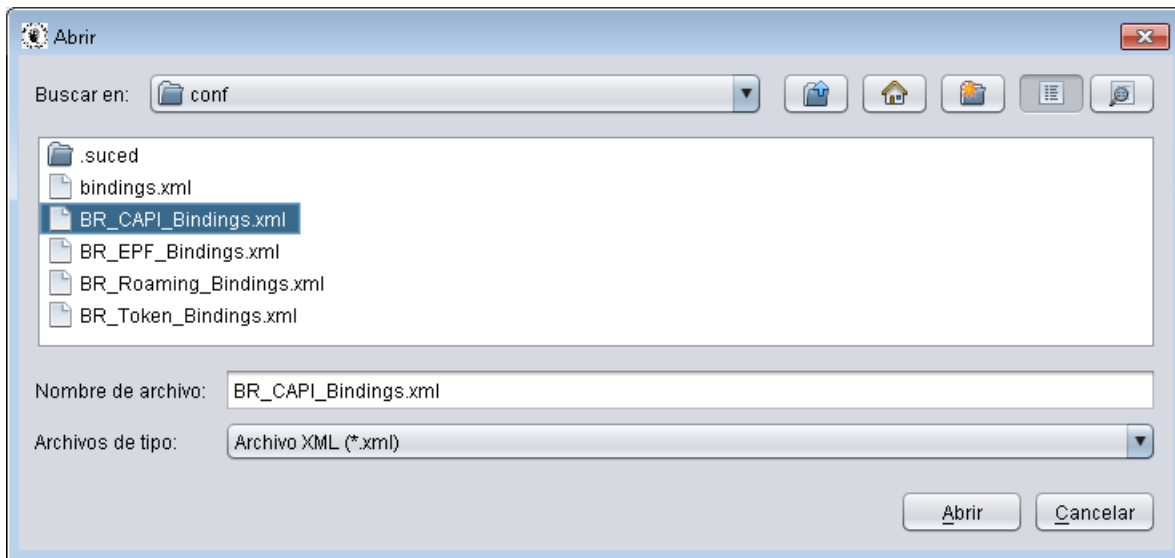 Abrir
Buscar en: conf
.suced
bindings.xml
BR_CAPI_Bindings.xml
BR_EPF_Bindings.xml
BR_Roaming_Bindings.xml
BR_Token_Bindings.xml
Nombre de archivo: BR_CAPI_Bindings.xml
Archivos de tipo: Archivo XML (*.xml)
Abrir Cancelar